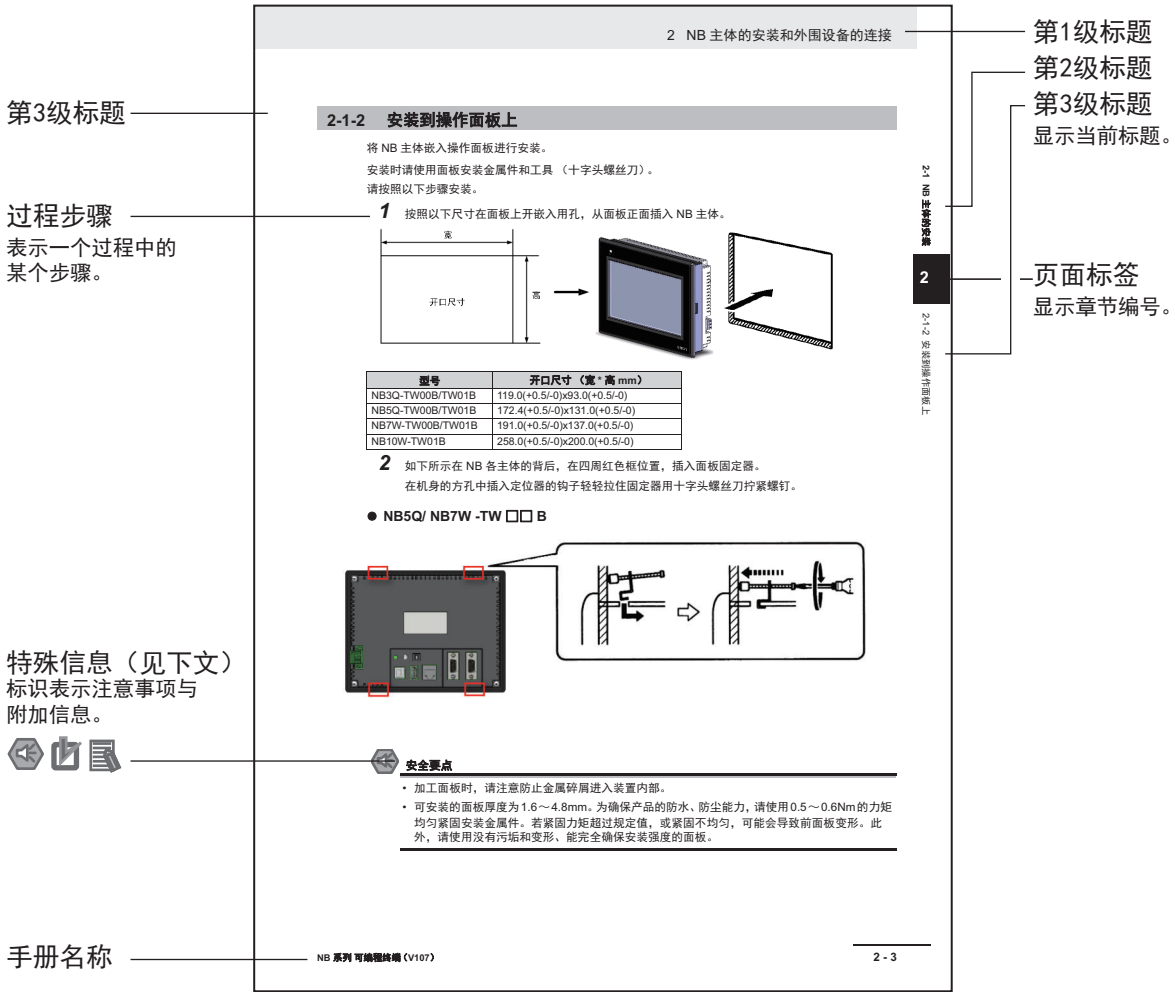 2 NB 主体的安装和外围设备的连接
第1级标题
第2级标题
第3级标题
显示当前标题。
第3级标题
2-1-2 安装到操作面板上
将 NB 主体嵌入操作面板进行安装。
安装时请使用面板安装金属件和工具 （十字头螺丝刀）。
请按照以下步骤安装。
2-1 NB 主体的安装
过程步骤
表示一个过程中的
某个步骤。
1 按照以下尺寸在面板上开嵌入用孔，从面板正面插入 NB 主体。
宽
高
开口尺寸
2
页面标签
显示章节编号。
2-1-2 安装到操作面板上
型号 开口尺寸 （宽 * 高 mm）
NB3Q-TW00B/TW01B 119.0(+0.5/-0)x93.0(+0.5/-0)
NB5Q-TW00B/TW01B 172.4(+0.5/-0)x131.0(+0.5/-0)
NB7W-TW00B/TW01B 191.0(+0.5/-0)x137.0(+0.5/-0)
NB10W-TW01B 258.0(+0.5/-0)x200.0(+0.5/-0)
2 如下所示在 NB 各主体的背后，在四周红色框位置，插入面板固定器。
在机身的方孔中插入定位器的钩子轻轻拉住固定器用十字头螺丝刀拧紧螺钉。
● NB5Q/ NB7W -TW □□ B
特殊信息（见下文）
标识表示注意事项与
附加信息。
安全要点
• 加工面板时，请注意防止金属碎屑进入装置内部。
• 可安装的面板厚度为1.6～4.8mm。为确保产品的防水、防尘能力，请使用0.5～0.6Nm的力矩
均匀紧固安装金属件。若紧固力矩超过规定值，或紧固不均匀，可能会导致前面板变形。此
外，请使用没有污垢和变形、能完全确保安装强度的面板。
手册名称
NB 系列 可编程终端（V107）
2 - 3